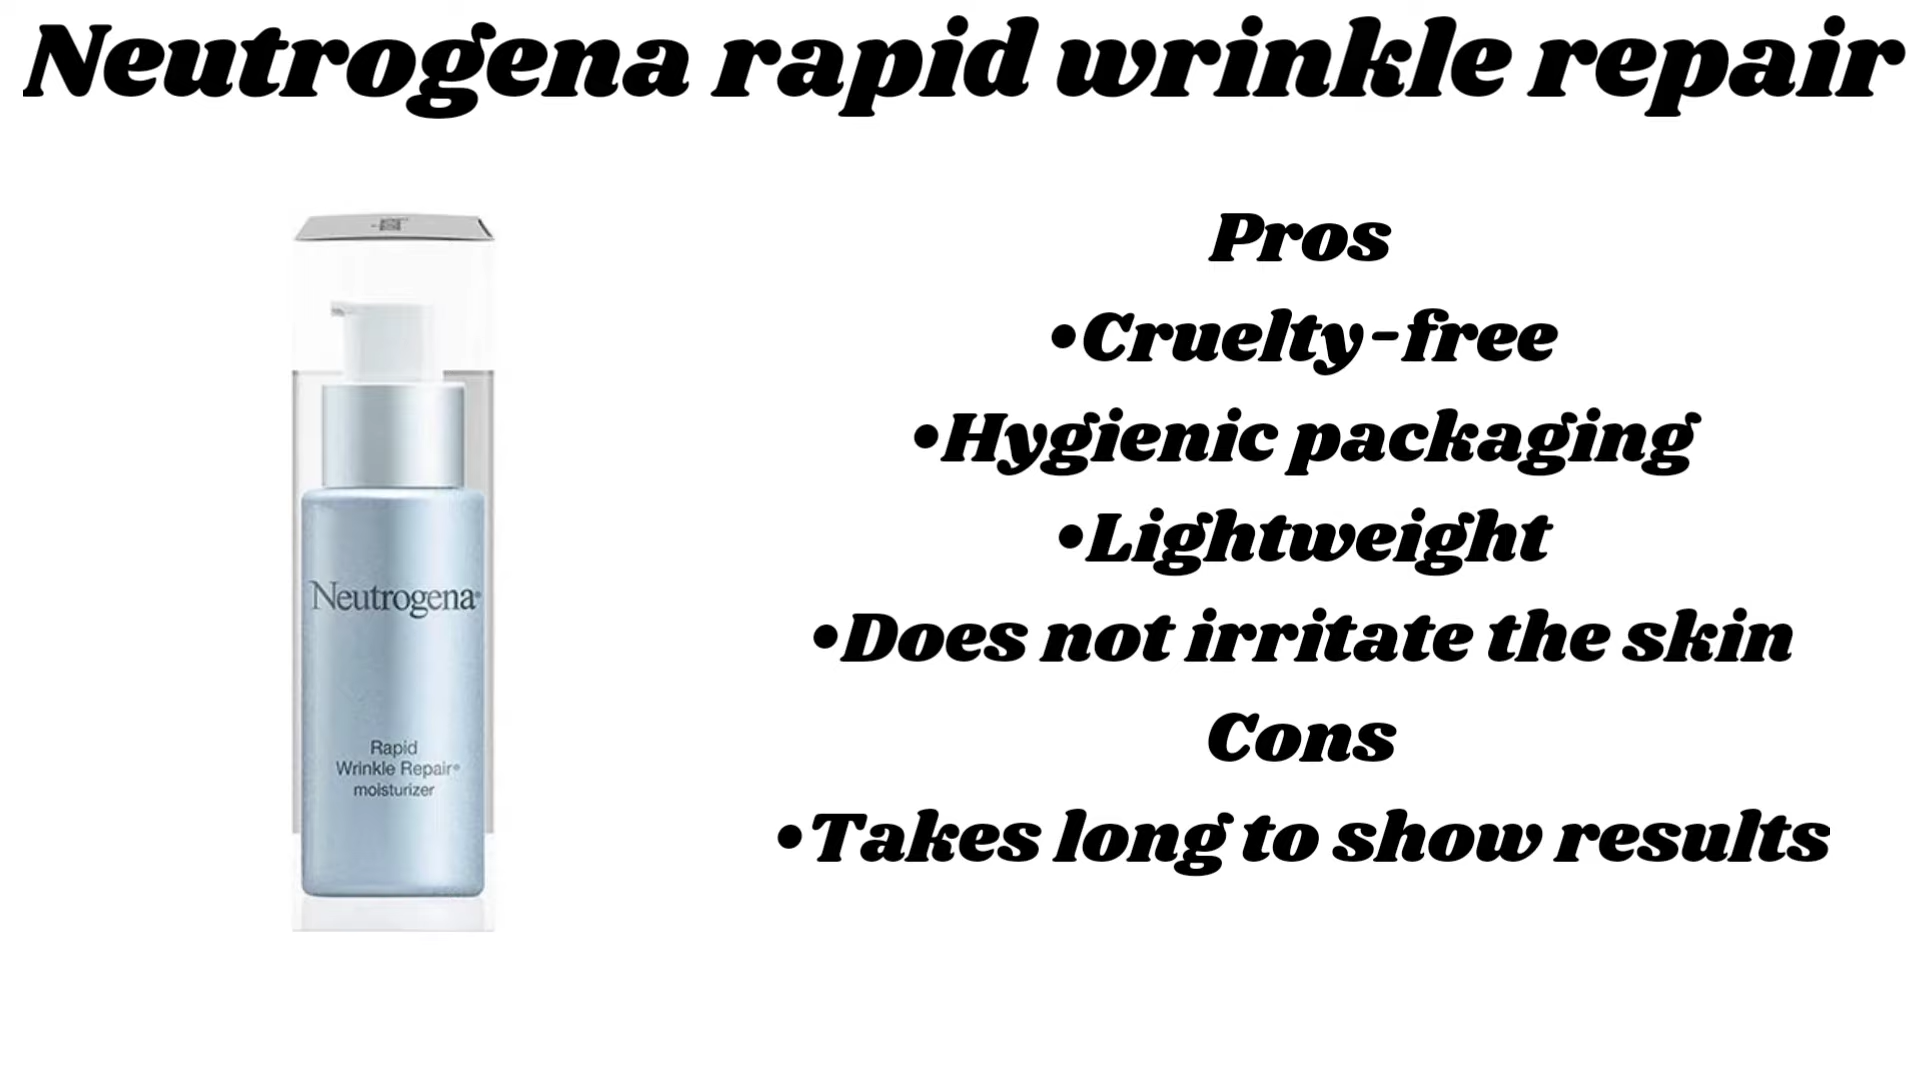 Neutrogena rapid wrinkle repair
Pros
•Cruelty-free
•Hygienic packaging
•Lightweight
•Does not irritate the skin
Cons
•Takes long to show results
Neutrogena®
Rapid
Wrinkle Repair®
moisturizer